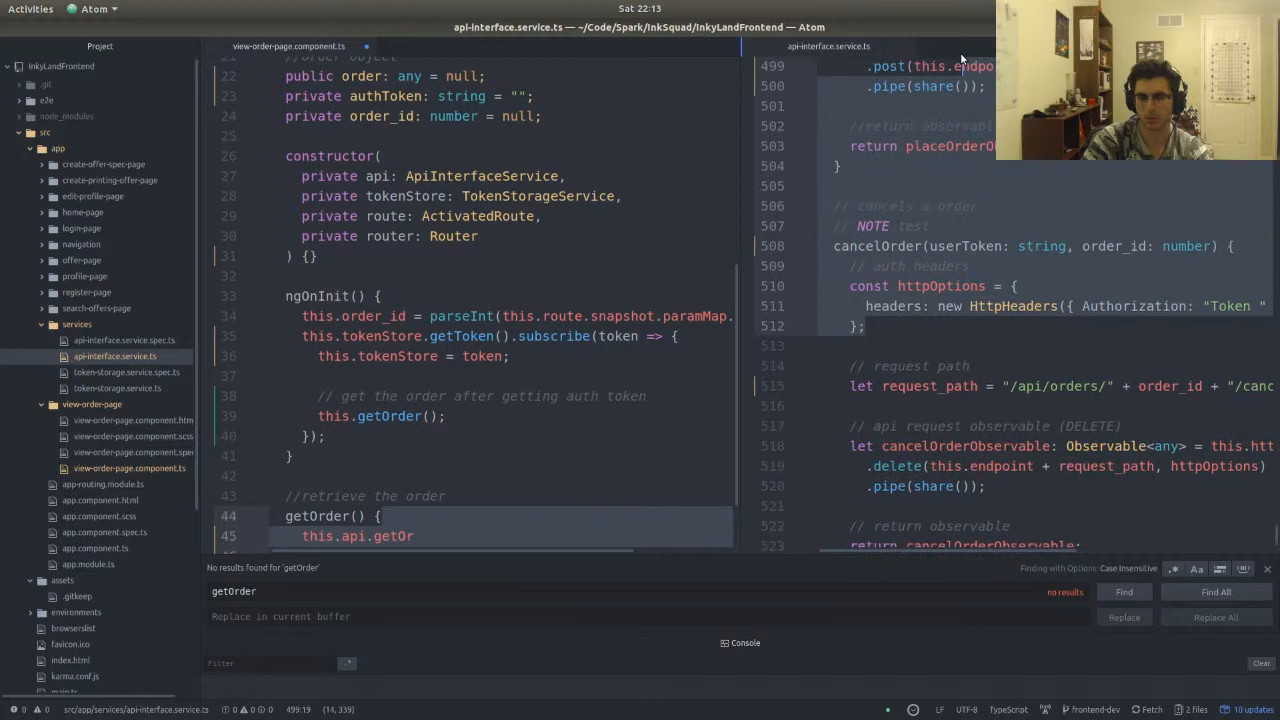 Activities
Atom
Sat 22:13
api-interface.service.ts — ~/Code/Spark/InkSquad/InkyLandFrontend — Atom
Project
InkyLandFrontend
.git
e2e
node_modules
src
app
create-offer-spec-page
create-printing-offer-page
edit-profile-page
home-page
login-page
navigation
offer-page
profile-page
register-page
search-offers-page
services
api-interface.service.spec.ts
api-interface.service.ts
token-storage.service.spec.ts
token-storage.service.ts
view-order-page
view-order-page.component.htm
view-order-page.component.scss
view-order-page.component.spe
view-order-page.component.ts
app-routing.module.ts
app.component.html
app.component.scss
app.component.spec.ts
app.component.ts
app.module.ts
assets
.gitkeep
environments
browserslist
favicon.ico
index.html
karma.conf.js
main.ts
view-order-page.component.ts
21 //order object
22 public order: any = null;
23 private authToken: string = "";
24 private order_id: number = null;
25
26 constructor(
27 private api: ApiInterfaceService,
28 private tokenStore: TokenStorageService,
29 private route: ActivatedRoute,
30 private router: Router
31 ) {}
32
33 ngOnInit() {
34 this.order_id = parseInt(this.route.snapshot.paramMap.
35 this.tokenStore.getToken().subscribe(token => {
36 this.tokenStore = token;
37
38 // get the order after getting auth token
39 this.getOrder();
40 });
41 }
42
43 //retrieve the order
44 getOrder() {
45 this.api.getOr
api-interface.service.ts
499 .post(this.endpo
500 .pipe(share());
501
502 //return observabl
503 return placeOrderO
504 }
505
506 // cancels a order
507 // NOTE test
508 cancelOrder(userToken: string, order_id: number) {
509 // auth headers
510 const httpOptions = {
511 headers: new HttpHeaders({ Authorization: "Token "
512 };
513
514 // request path
515 let request_path = "/api/orders/" + order_id + "/canc
516
517 // api request observable (DELETE)
518 let cancelOrderObservable: Observable<any> = this.htt
519 .delete(this.endpoint + request_path, httpOptions)
520 .pipe(share());
521
522 // return observable
523 return cancelOrderObservable;
No results found for 'getOrder'
Finding with Options: Case Insensitive
.*
Aa
getOrder
no results
Find
Find All
Replace in current buffer
Replace
Replace All
Console
Filter
.*
Clear
0 0 src/app/services/api-interface.service.ts 0 0 0 499:19 (14, 339)
LF UTF-8 TypeScript frontend-dev Fetch 2 files 10 updates